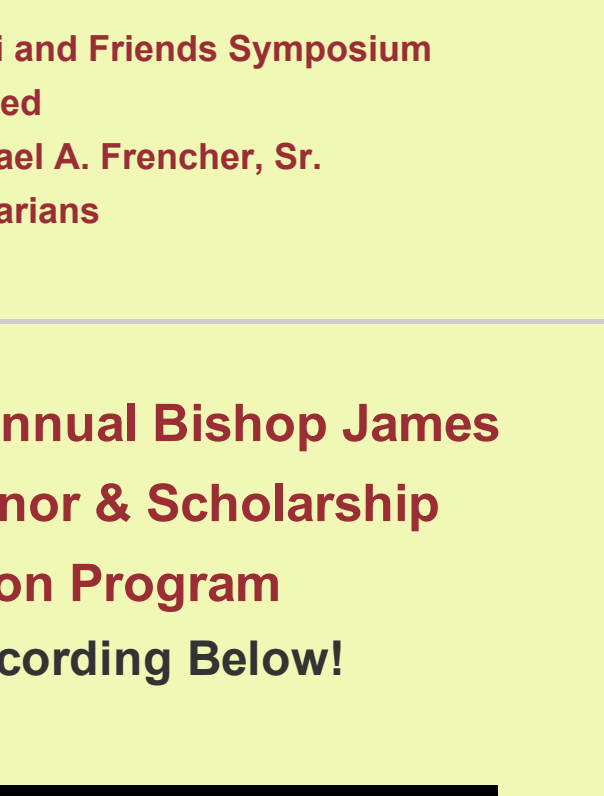 i and Friends Symposium
ed
ael A. Frencher, Sr.
arians
nnual Bishop James
nor & Scholarship
on Program
cording Below!